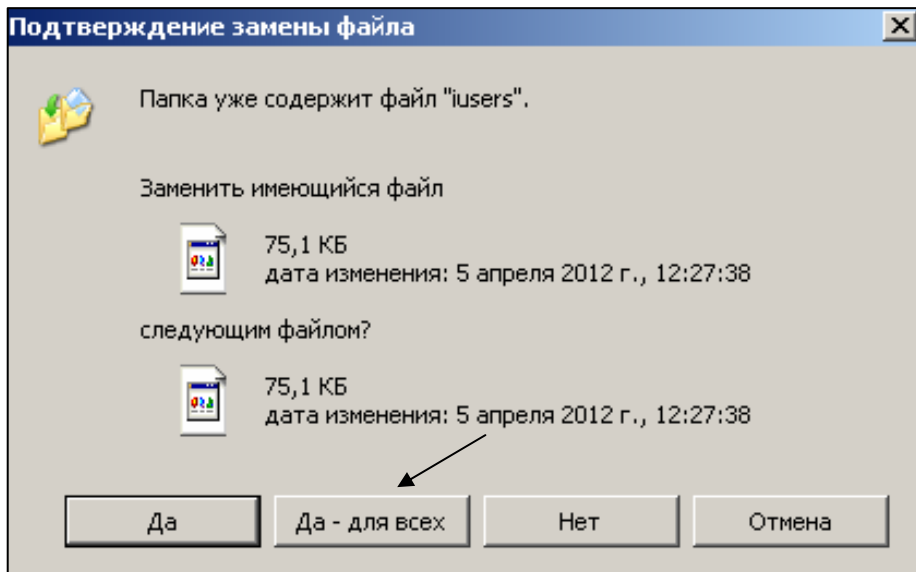 Подтверждение замены файла
Папка уже содержит файл "iusers".
Заменить имеющийся файл
75,1 КБ
дата изменения: 5 апреля 2012 г., 12:27:38
следующим файлом?
75,1 КБ
дата изменения: 5 апреля 2012 г., 12:27:38
Да Да - для всех Нет Отмена